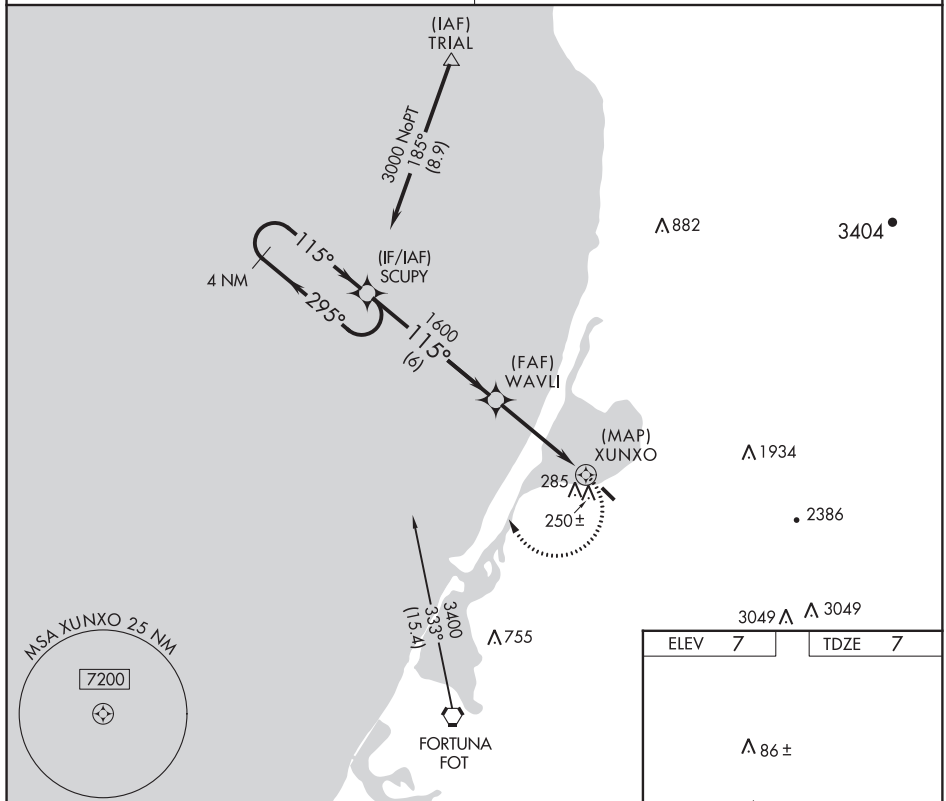 (IAF)
TRIAL
3000 NoPT
185°
(8.9)
882
3404
(IF/IAF)
SCUPY
115°
4 NM
295°
1600
115°
(6)
(FAF)
WAVLI
(MAP)
XUNXO
1934
285
250±
2386
3400
333°
(15.4)
3049
3049
MSA XUNXO 25 NM
755
ELEV 7
TDZE 7
7200
FORTUNA
FOT
86±